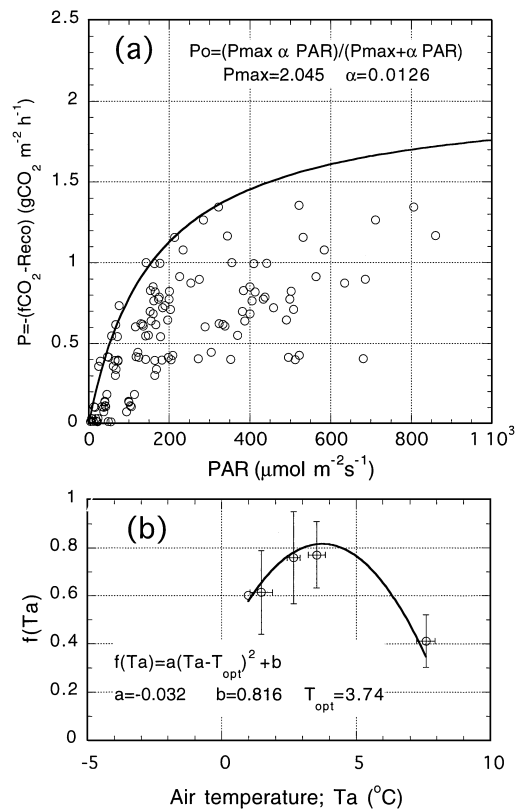 (a)
Po=(Pmax α PAR)/(Pmax+α PAR)
Pmax=2.045 α=0.0126
P=-(fCO2-Reco) (gCO2 m-2 h-1)
2.5
2
1.5
1
0.5
0
0 200 400 600 800 1 10³
PAR (μmol m⁻²s⁻¹)
(b)
f(Ta)
1
0.8
0.6
0.4
0.2
0
f(Ta)=a(Ta-Topt)² +b
a=-0.032 b=0.816 Topt=3.74
-5 0 5 10
Air temperature; Ta (°C)